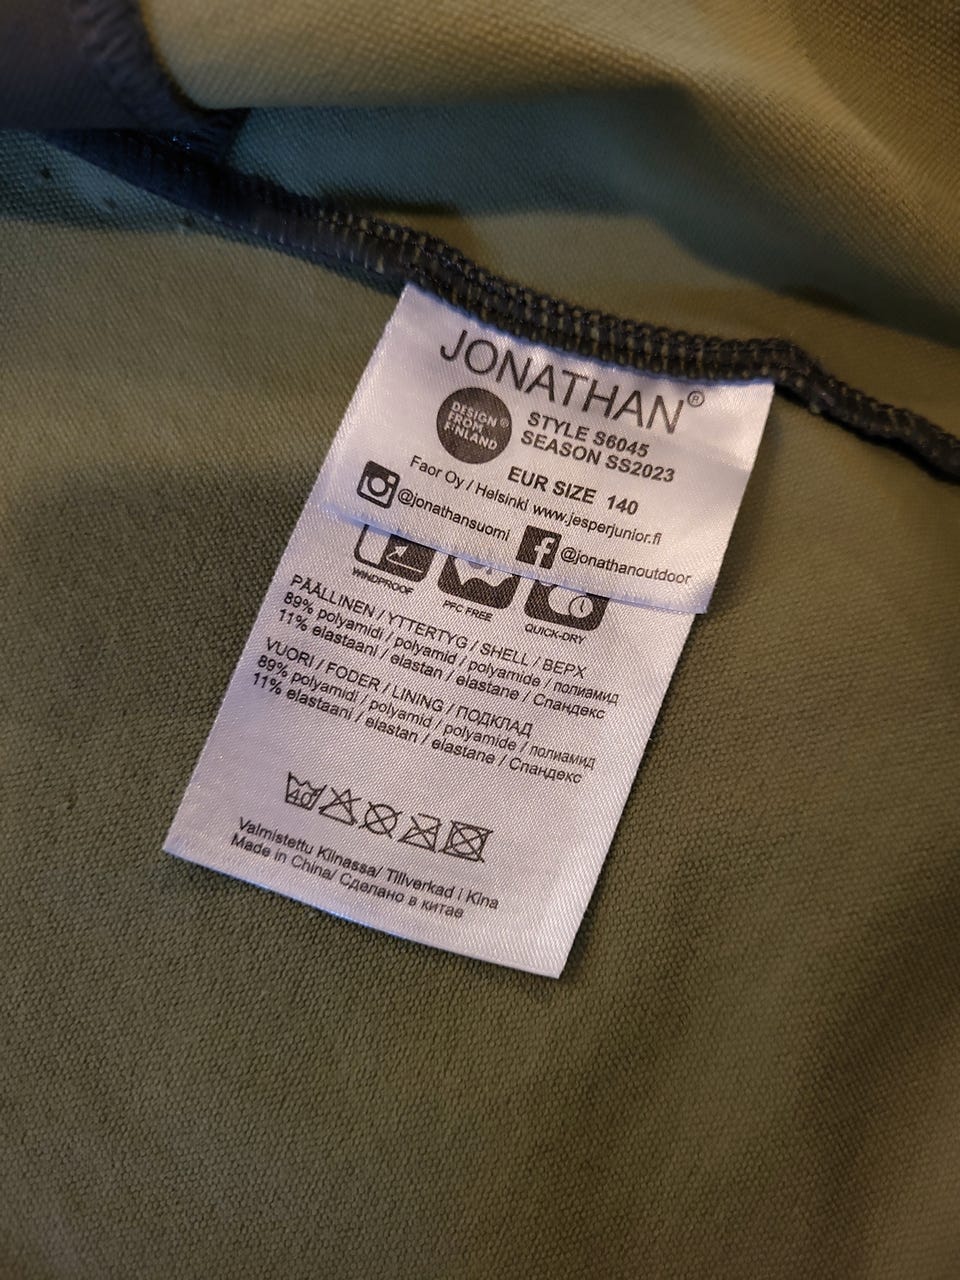 JONATHAN®
DESIGN®
FROM
FINLAND
STYLE S6045
SEASON SS2023
EUR SIZE 140
Faor Oy / Helsinki www.jesperjunior.fi
@jonathansuomi @jonathanoutdoor
WINDPROOF PFC FREE QUICK-DRY
PÄÄLLINEN / YTTERTYG / SHELL / ВЕРХ
89% polyamidi / polyamid / polyamide / полиамид
11% elastaani / elastan / elastane / Спандекс
VUORI / FODER / LINING / ПОДКЛАД
89% polyamidi / polyamid / polyamide / полиамид
11% elastaani / elastan / elastane / Спандекс
40
Valmistettu Kiinassa/ Tillverkad i Kina
Made in China/ Сделано в китае